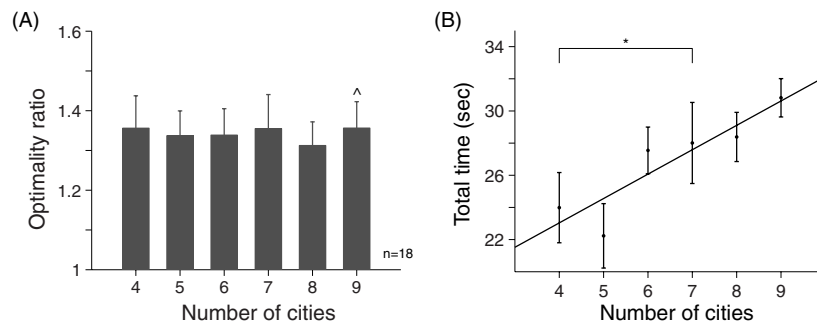 (A)
Optimality ratio
1.6
1.4
1.2
1
^
n=18
4 5 6 7 8 9
Number of cities
(B)
Total time (sec)
34
30
26
22
*
4 5 6 7 8 9
Number of cities